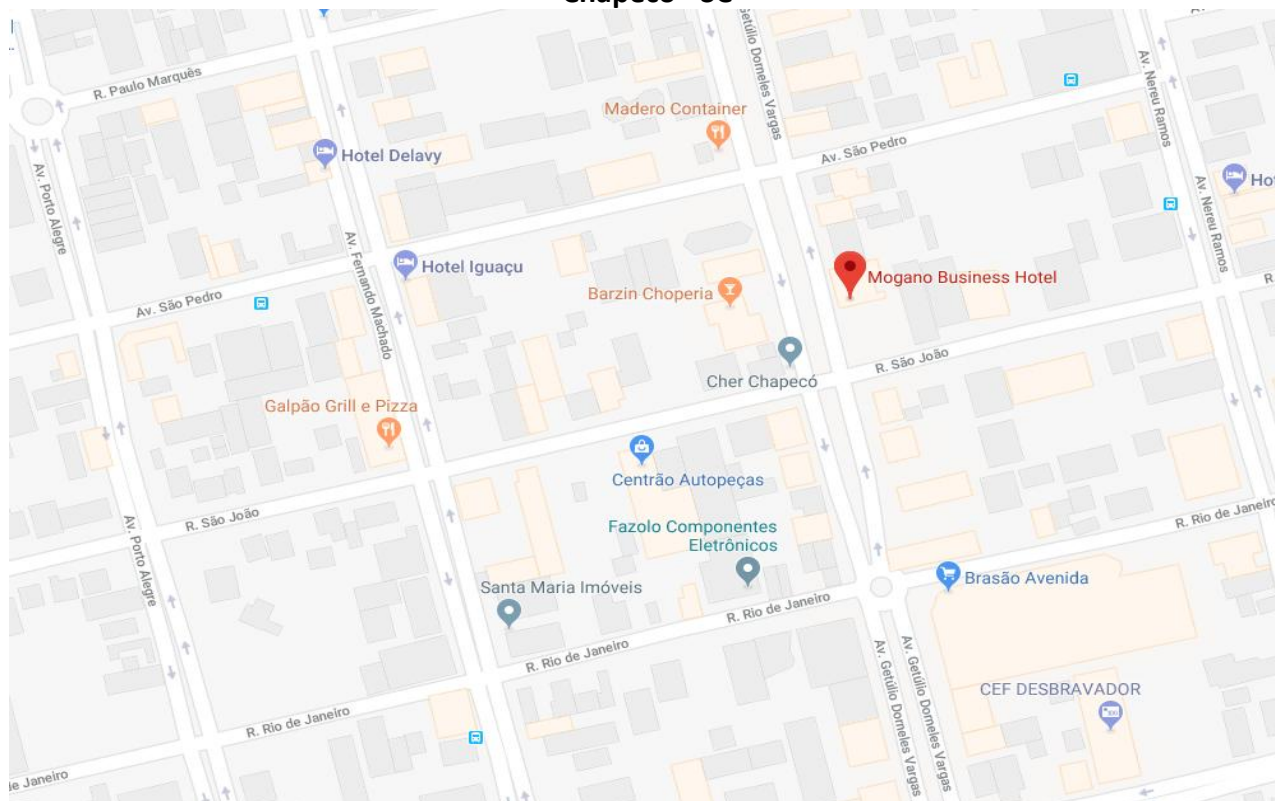 Getúlio Dorneles Vargas
Av. Nereu Ramos
R. Paulo Marquês
Madero Container
Hotel Delavy
Av. São Pedro
Av. Porto Alegre
Av. Nereu Ramos
Hotel Iguaçu
Av. Fernando Machado
Mogano Business Hotel
Barzin Choperia
Av. São Pedro
R. São João
Cher Chapecó
Galpão Grill e Pizza
Centrão Autopeças
R. São João
Fazolo Componentes
Eletrônicos
R. Rio de Janeiro
Av. Porto Alegre
Brasão Avenida
Santa Maria Imóveis
R. Rio de Janeiro
R. Rio de Janeiro
Av. Getúlio Dorneles Vargas
Av. Getúlio Dorneles Vargas
CEF DESBRAVADOR
R. Rio de Janeiro